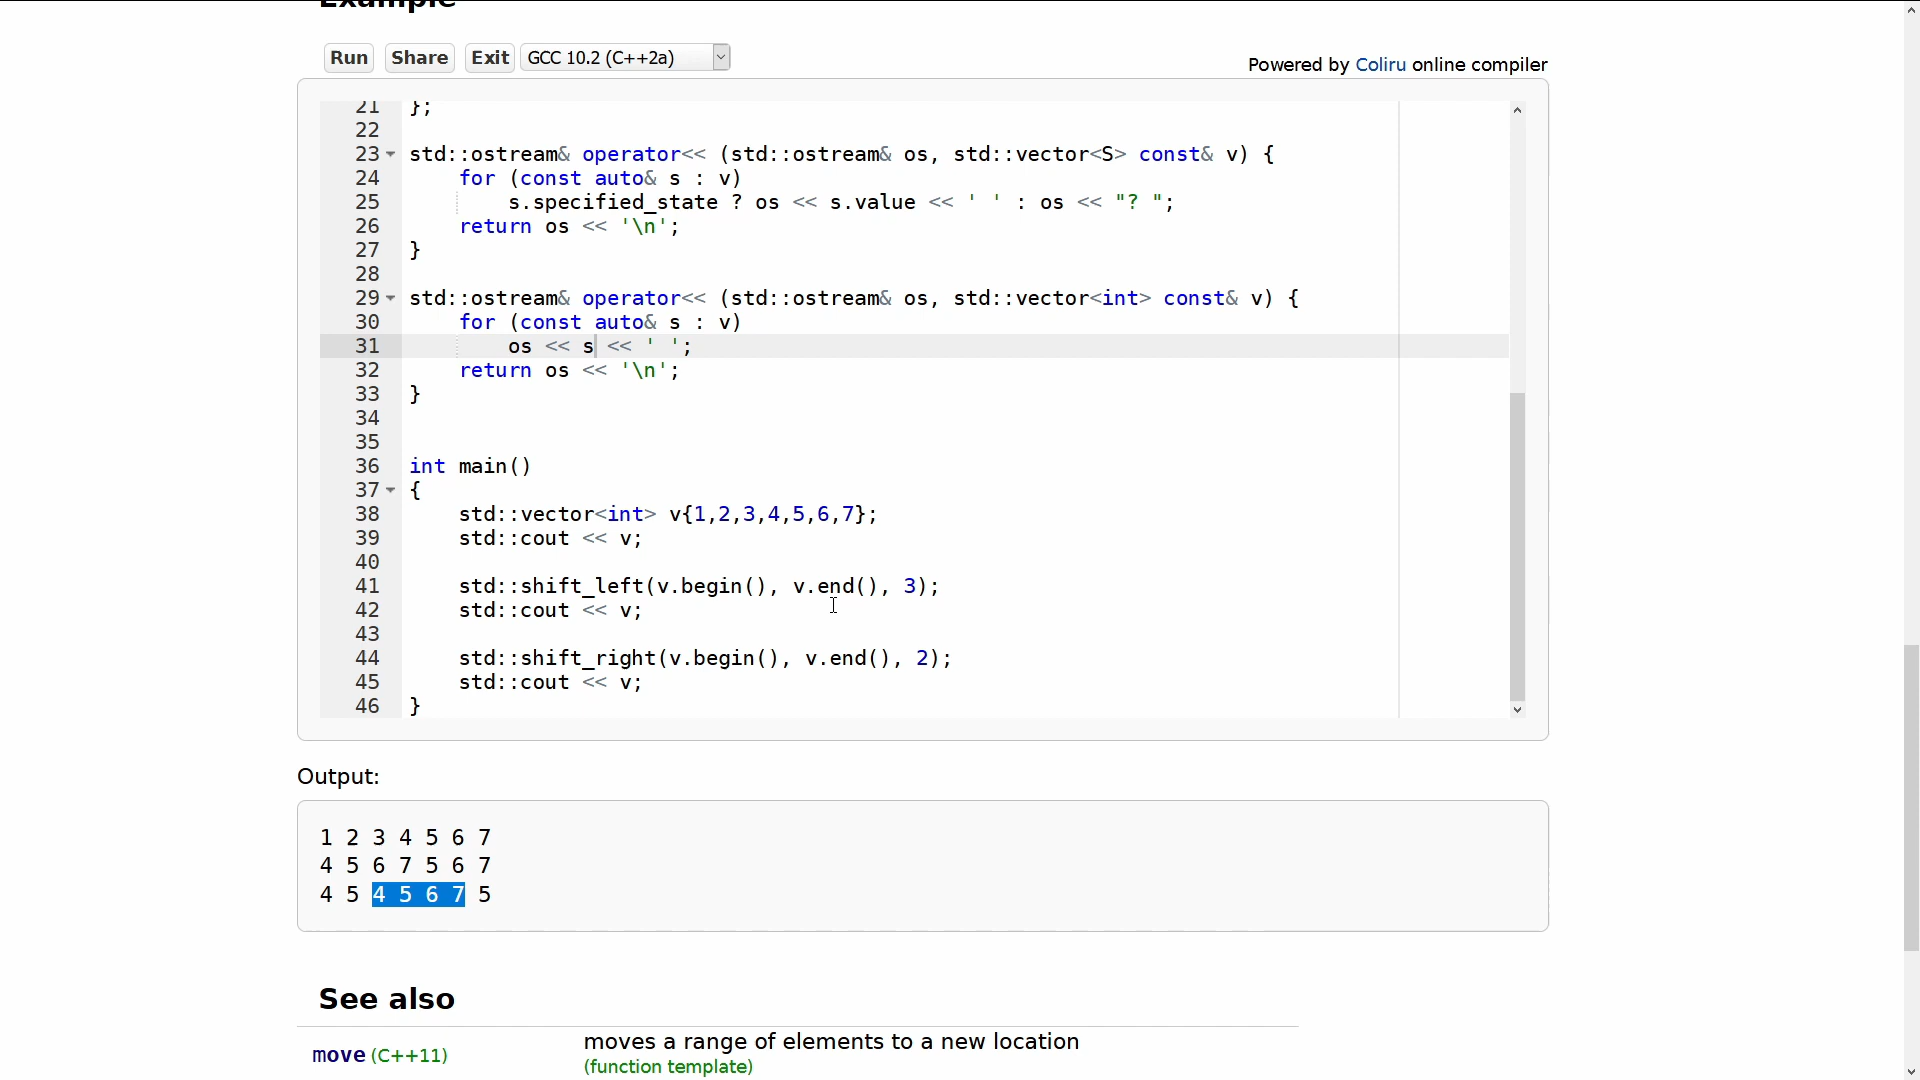 Example
Run Share Exit GCC 10.2 (C++2a)
Powered by Coliru online compiler
21 };
22
23 std::ostream& operator<< (std::ostream& os, std::vector<S> const& v) {
24     for (const auto& s : v)
25         s.specified_state ? os << s.value << ' ' : os << "? ";
26     return os << '\n';
27 }
28
29 std::ostream& operator<< (std::ostream& os, std::vector<int> const& v) {
30     for (const auto& s : v)
31         os << s << ' ';
32     return os << '\n';
33 }
34
35
36 int main()
37 {
38     std::vector<int> v{1,2,3,4,5,6,7};
39     std::cout << v;
40
41     std::shift_left(v.begin(), v.end(), 3);
42     std::cout << v;
43
44     std::shift_right(v.begin(), v.end(), 2);
45     std::cout << v;
46 }
Output:
1 2 3 4 5 6 7
4 5 6 7 5 6 7
4 5 4 5 6 7 5
See also
move (C++11) moves a range of elements to a new location
(function template)